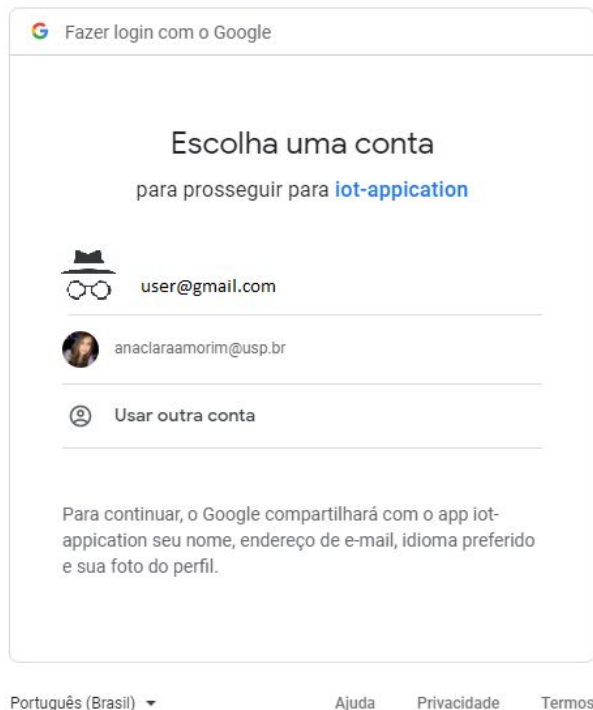 Fazer login com o Google
Escolha uma conta
para prosseguir para iot-appication
user@gmail.com
anaclaraamorim@usp.br
Usar outra conta
Para continuar, o Google compartilhará com o app iot-
appication seu nome, endereço de e-mail, idioma preferido
e sua foto do perfil.
Português (Brasil) Ajuda Privacidade Termos